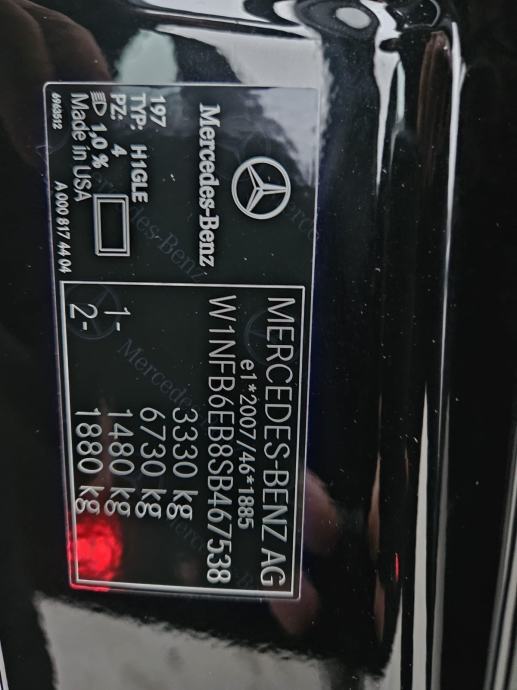 Mercedes-Benz
197
TYP: H1GLE
PZ: 4
1,0 %
Made in USA
6963512
A 000 817 44 04
MERCEDES-BENZ AG
e1*2007/46*1885
W1NFB6EB8SB467538
3330 kg
6730 kg
1- 1480 kg
2- 1880 kg